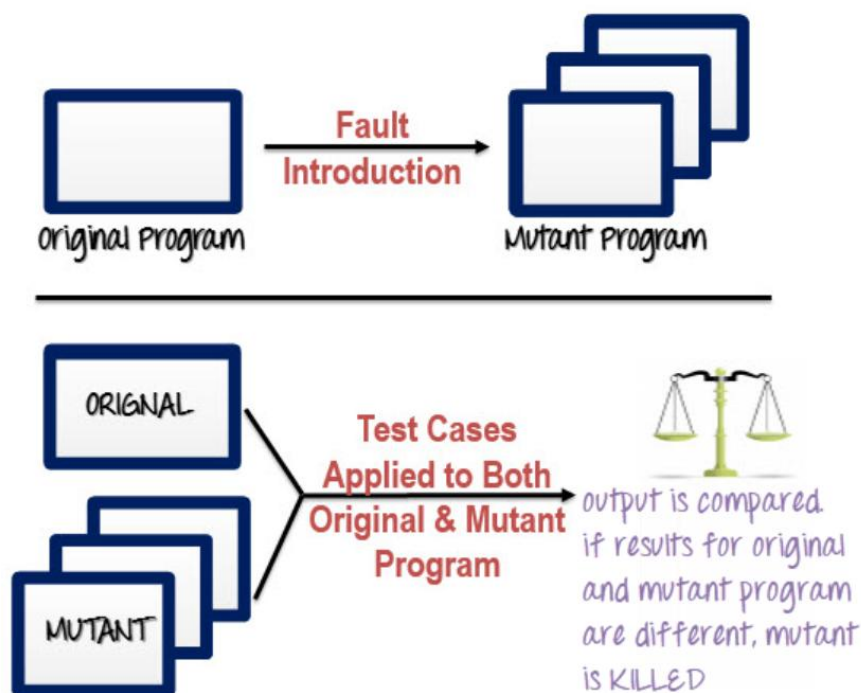 Fault
Introduction
Original Program
Mutant Program
ORIGNAL
Test Cases
Applied to Both
Original & Mutant
Program
MUTANT
output is compared.
if results for original
and mutant program
are different, mutant
is KILLED